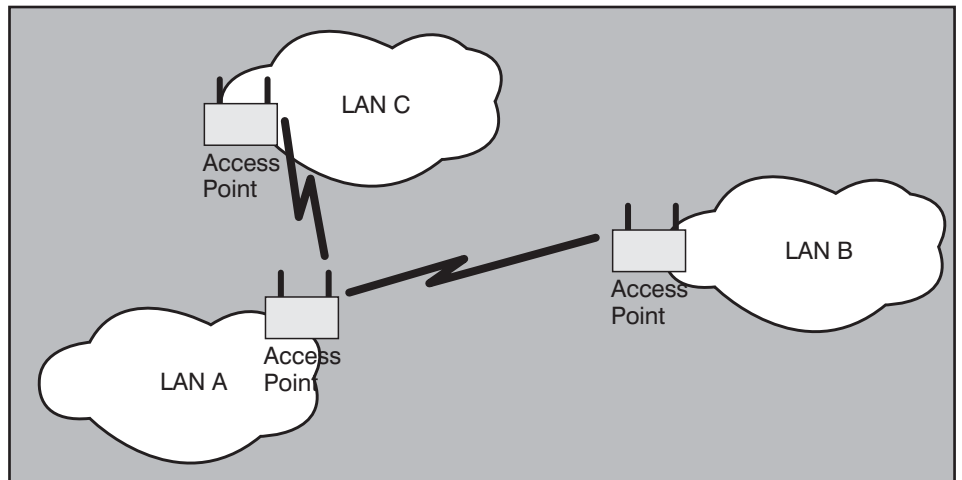 LAN C
Access
Point
LAN B
Access
Point
Access
Point
LAN A